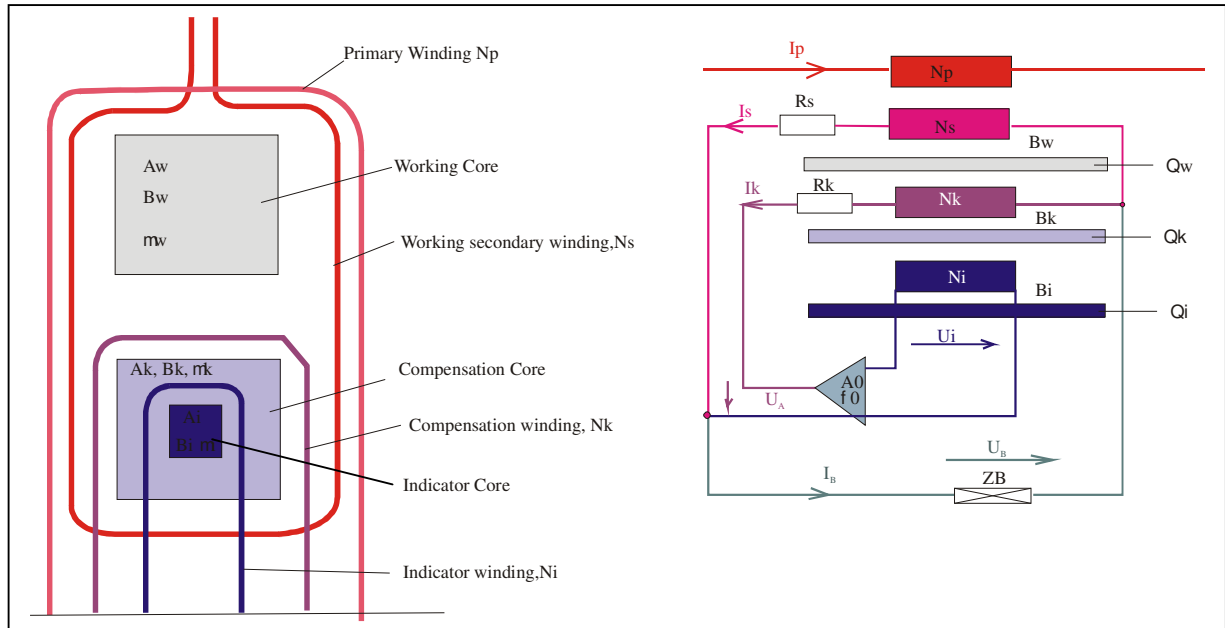 Primary Winding Np
Aw
Bw
mw
Working Core
Working secondary winding,Ns
Ak, Bk, mk
Compensation Core
Ai
Bi mi
Compensation winding, Nk
Indicator Core
Indicator winding,Ni
Ip
Np
Rs
Is
Ns
Bw
Qw
Ik
Rk
Nk
Bk
Qk
Ni
Bi
Qi
Ui
A0
f0
UA
UB
IB
ZB